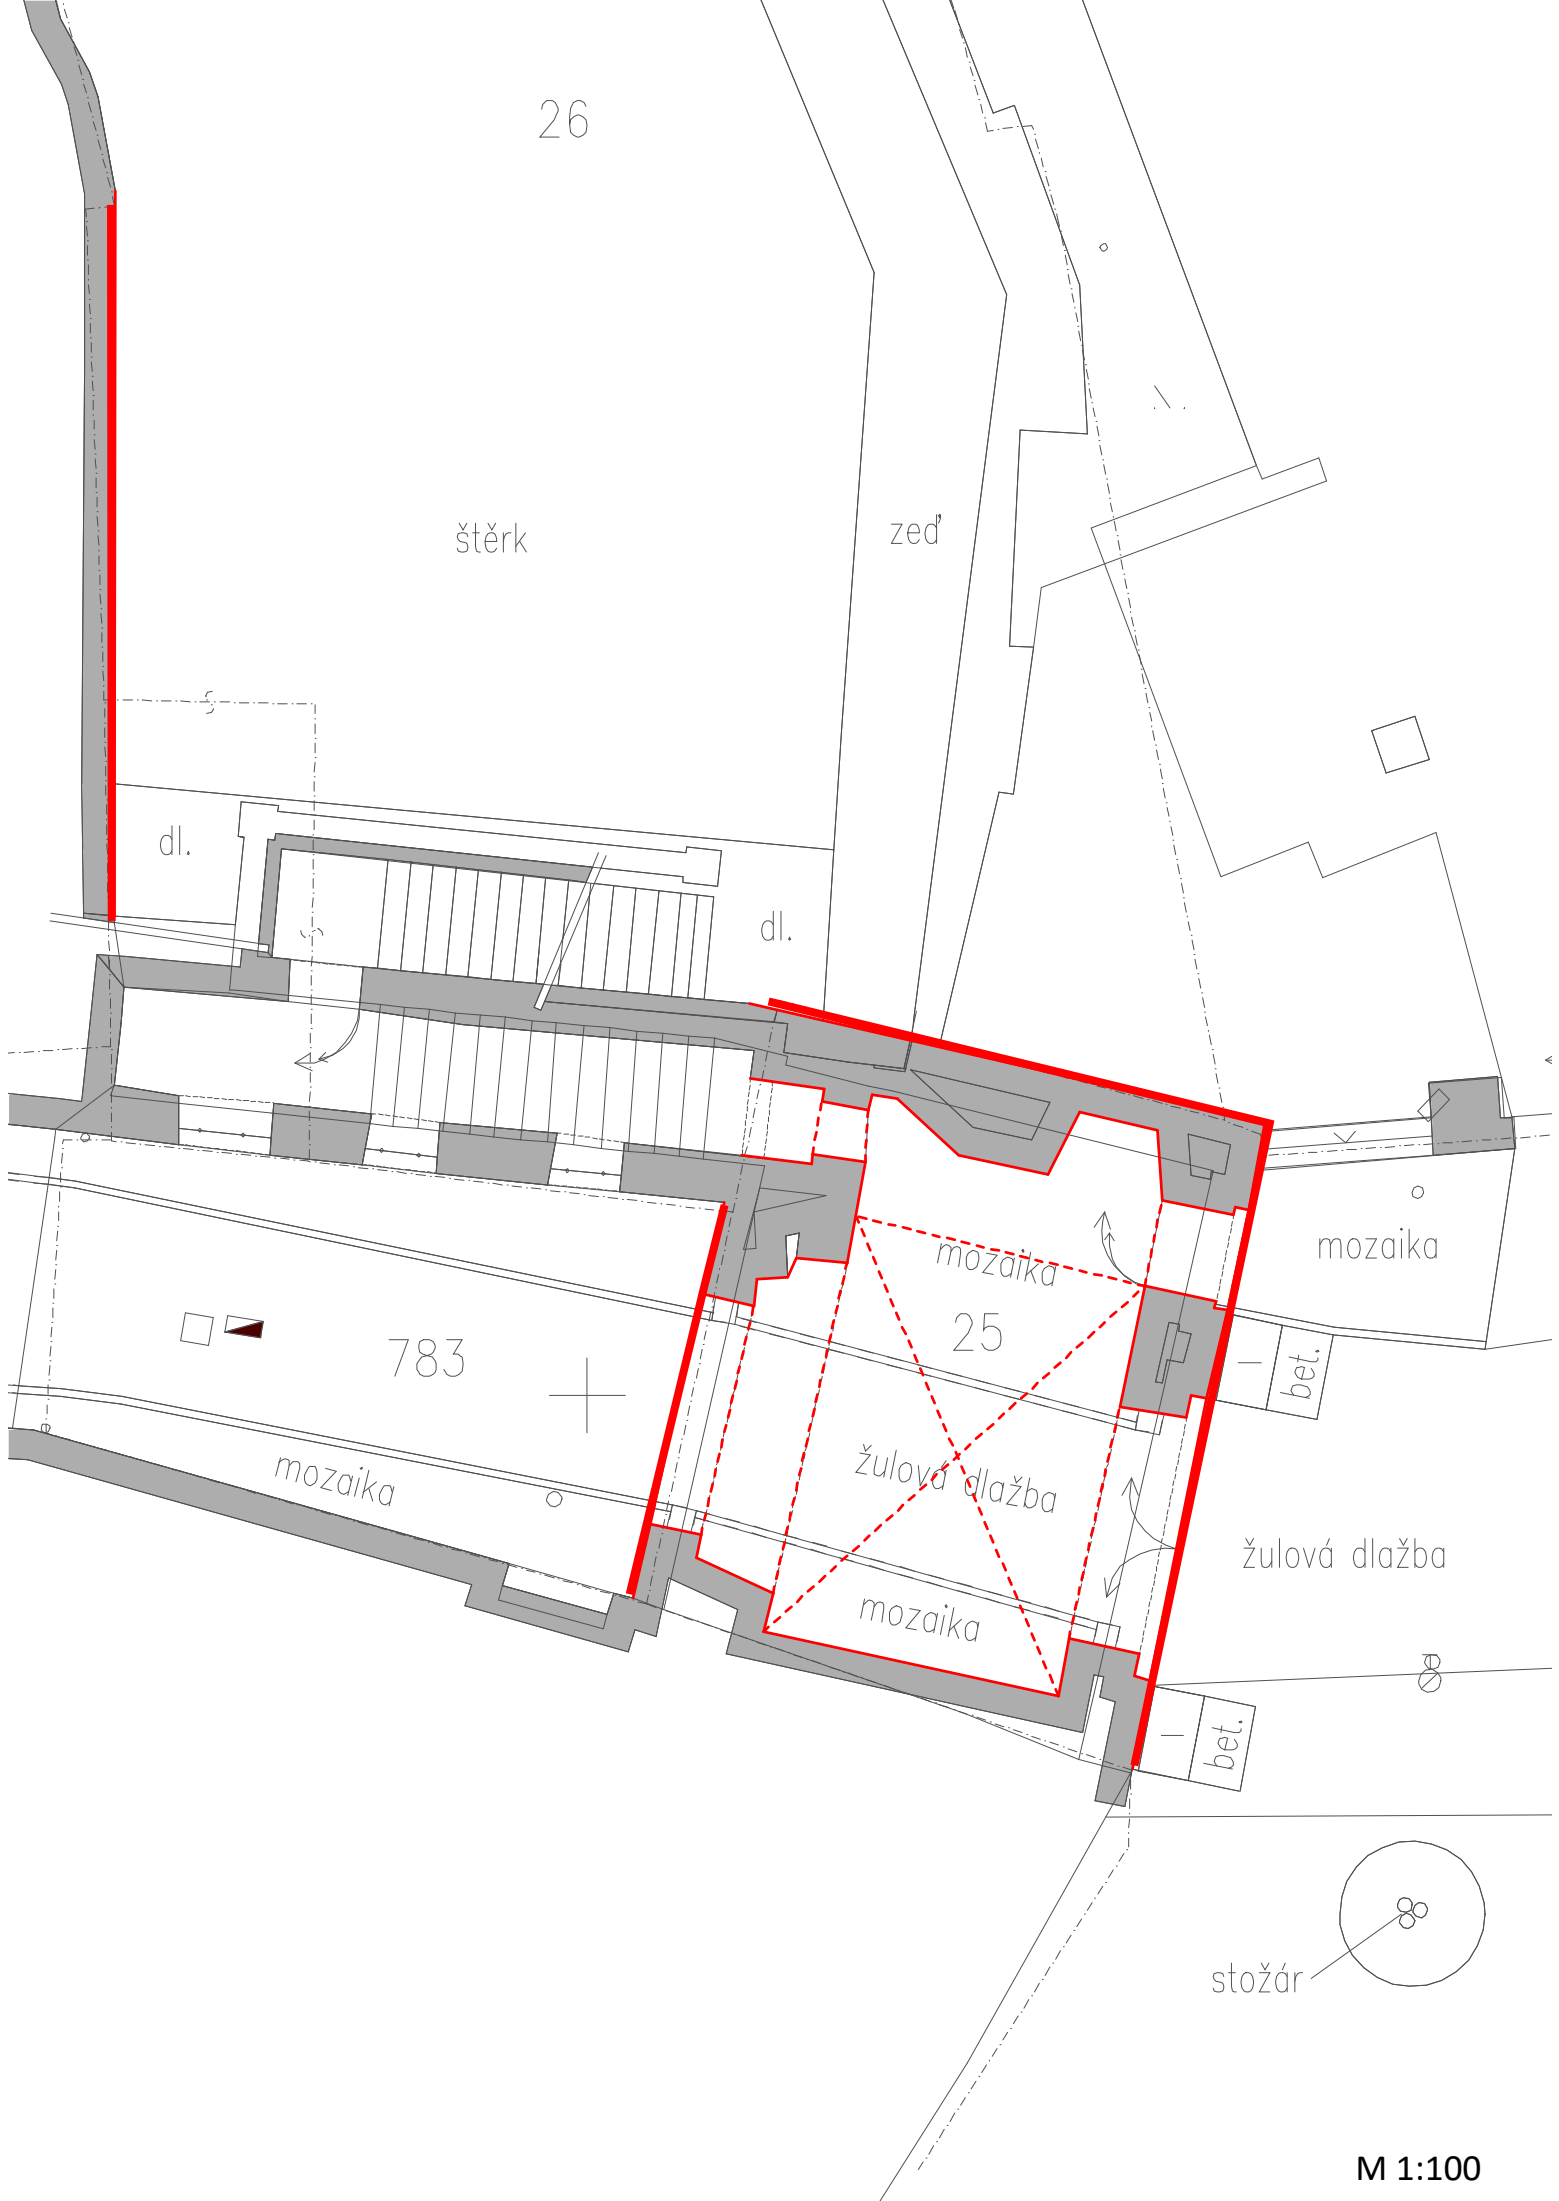 26
štěrk
zeď
dl.
dl.
mozaika
mozaika
25
783
bet.
žulová dlažba
mozaika
žulová dlažba
mozaika
bet.
stožár
M 1:100